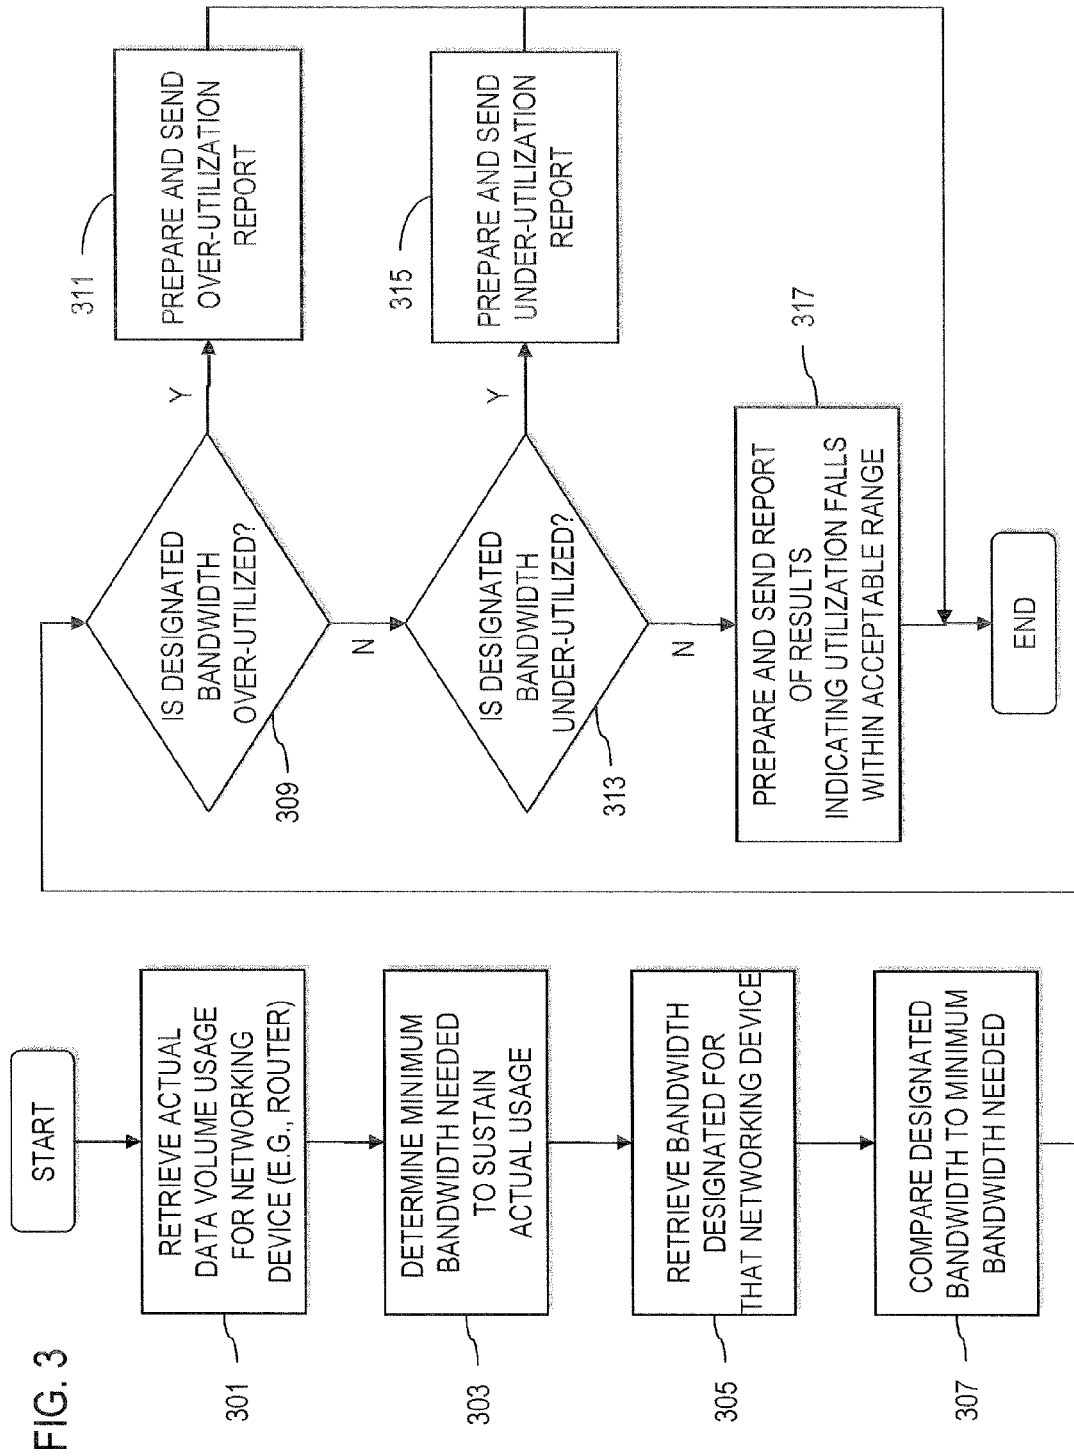 FIG. 3
START
RETRIEVE ACTUAL
DATA VOLUME USAGE
FOR NETWORKING
DEVICE (E.G., ROUTER)
301
DETERMINE MINIMUM
BANDWIDTH NEEDED
TO SUSTAIN
ACTUAL USAGE
303
RETRIEVE BANDWIDTH
DESIGNATED FOR
THAT NETWORKING DEVICE
305
COMPARE DESIGNATED
BANDWIDTH TO MINIMUM
BANDWIDTH NEEDED
307
IS DESIGNATED
BANDWIDTH
OVER-UTILIZED?
309
Y
N
PREPARE AND SEND
OVER-UTILIZATION
REPORT
311
IS DESIGNATED
BANDWIDTH
UNDER-UTILIZED?
313
Y
N
PREPARE AND SEND
UNDER-UTILIZATION
REPORT
315
PREPARE AND SEND REPORT
OF RESULTS
INDICATING UTILIZATION FALLS
WITHIN ACCEPTABLE RANGE
317
END